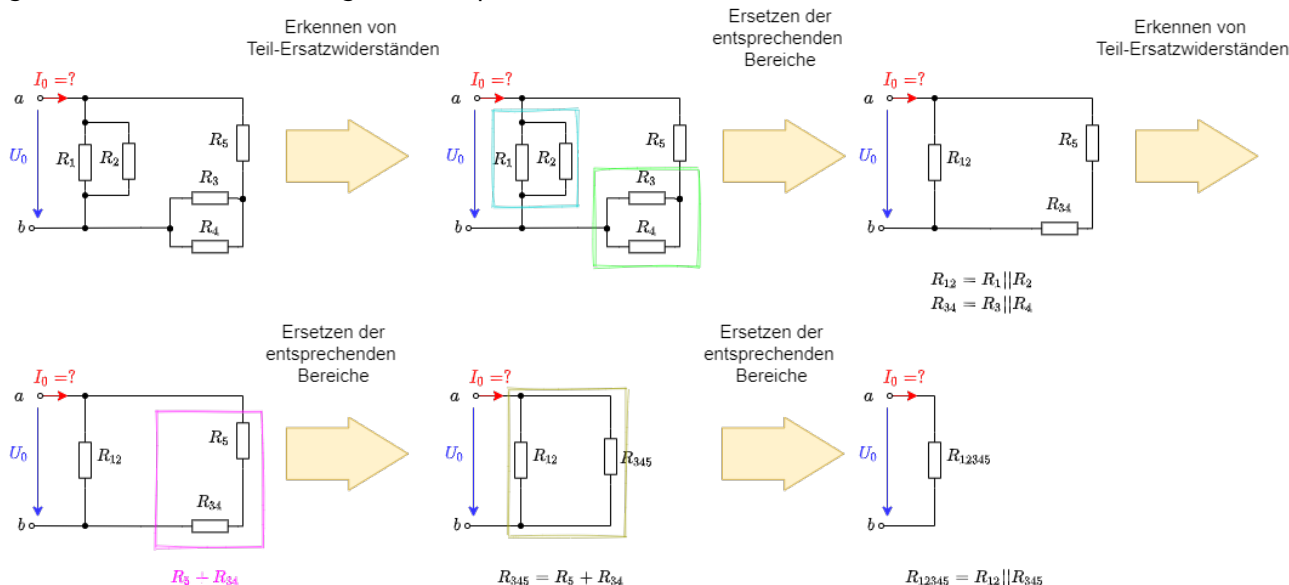 Erkennen von
Teil-Ersatzwiderständen
Ersetzen der
entsprechenden
Bereiche
Erkennen von
Teil-Ersatzwiderständen
I₀ =?
a
U₀
R₁
R₂
R₅
R₃
R₄
b
I₀ =?
a
U₀
R₁
R₂
R₅
R₃
R₄
b
I₀ =?
a
U₀
R₁₂
R₅
R₃₄
b
R₁₂ = R₁||R₂
R₃₄ = R₃||R₄
Ersetzen der
entsprechenden
Bereiche
Ersetzen der
entsprechenden
Bereiche
I₀ =?
a
U₀
R₁₂
R₅
R₃₄
b
R₅ + R₃₄
I₀ =?
a
U₀
R₁₂
R₃₄₅
b
R₃₄₅ = R₅ + R₃₄
I₀ =?
a
U₀
R₁₂₃₄₅
b
R₁₂₃₄₅ = R₁₂||R₃₄₅